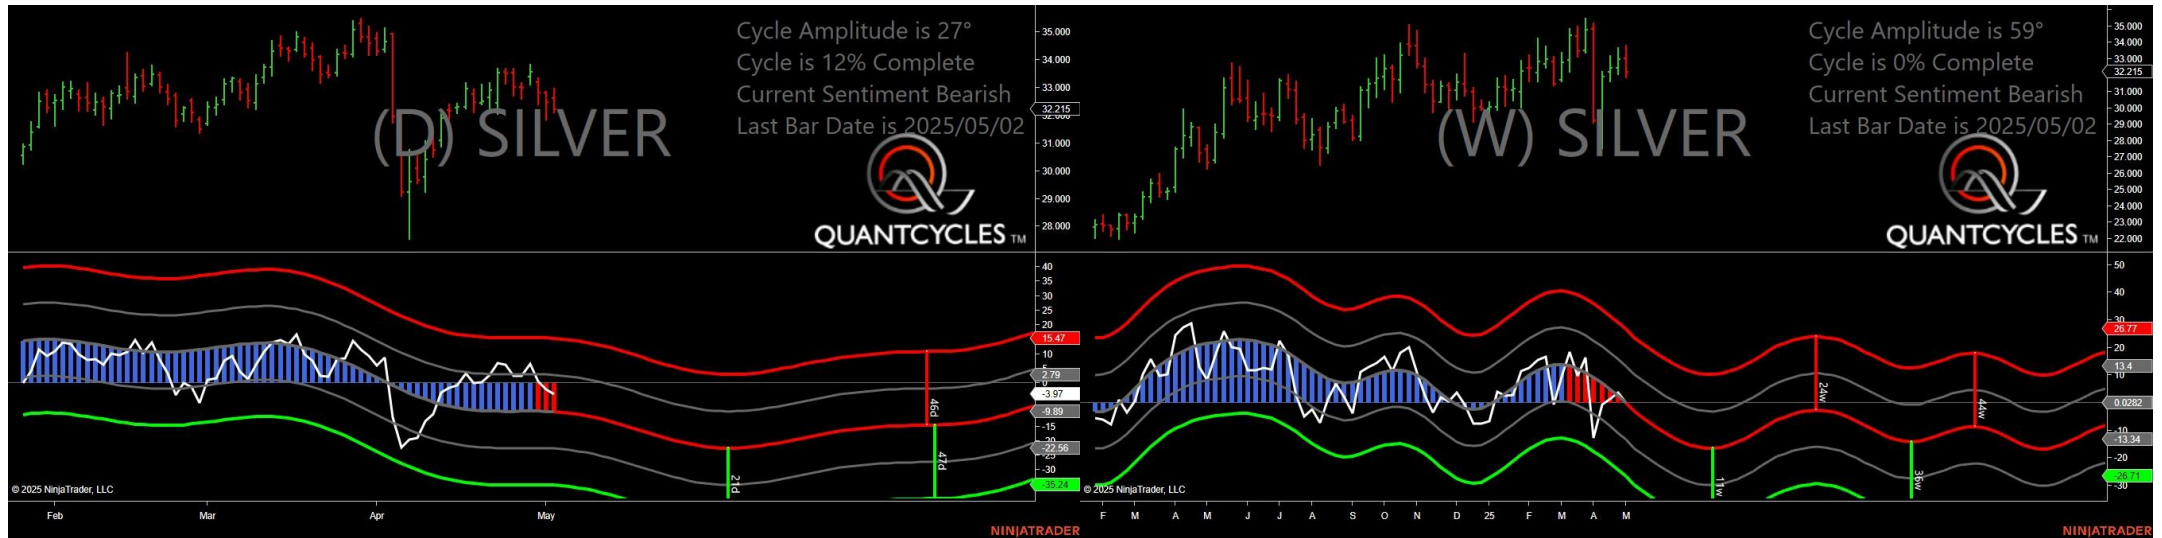 Cycle Amplitude is 27°
Cycle is 12% Complete
Current Sentiment Bearish
Last Bar Date is 2025/05/02
(D) SILVER
QUANTCYCLES TM
35.000
34.000
33.000
32.215
32.000
31.000
30.000
29.000
28.000
40
35
30
25
20
15.47
10
2.79
-3.97
-9.89
-15
-22.56
-30
-35.24
46d
47d
21d
© 2025 NinjaTrader, LLC
Feb Mar Apr May
NINJATRADER
Cycle Amplitude is 59°
Cycle is 0% Complete
Current Sentiment Bearish
Last Bar Date is 2025/05/02
(W) SILVER
QUANTCYCLES TM
35.000
34.000
33.000
32.215
31.000
30.000
29.000
28.000
27.000
26.000
25.000
24.000
23.000
22.000
50
40
30
26.77
20
13.4
10
0.0282
-13.34
-20
-26.71
-30
24w
44w
11w
36w
© 2025 NinjaTrader, LLC
F M A M J J A S O N D 25 F M A M
NINJATRADER